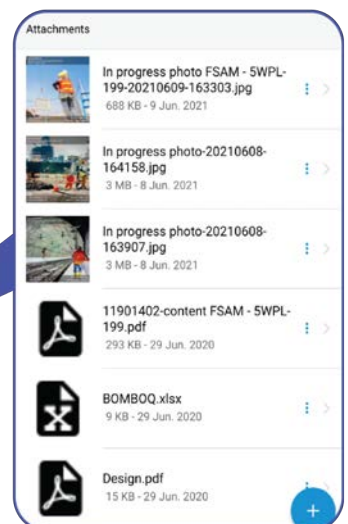 Attachments
In progress photo FSAM - 5WPL-
199-20210609-163303.jpg
688 KB - 9 Jun. 2021
In progress photo-20210608-
164158.jpg
3 MB - 8 Jun. 2021
In progress photo-20210608-
163907.jpg
3 MB - 8 Jun. 2021
11901402-content FSAM - 5WPL-
199.pdf
293 KB - 29 Jun. 2020
BOMBOQ.xlsx
9 KB - 29 Jun. 2020
Design.pdf
15 KB - 29 Jun. 2020